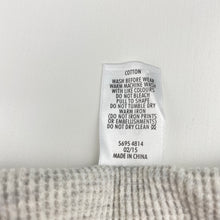 COTTON
WASH BEFORE WEAR
WARM MACHINE WASH
WITH LIKE COLOURS
DO NOT BLEACH
PULL TO SHAPE
DO NOT TUMBLE DRY
WARM IRON
(DO NOT IRON PRINTS
OR EMBELLISHMENTS)
DO NOT DRY CLEAN
5695 4814
02/15
MADE IN CHINA